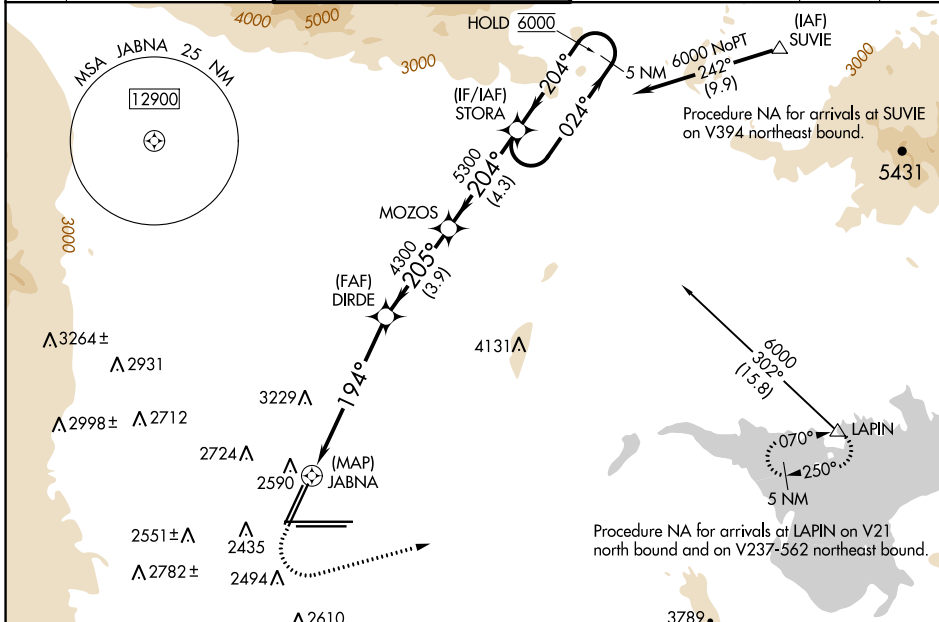 4000
5000
3000
HOLD 6000
MSA JABNA 25 NM
12900
(IAF)
SUVIE
6000 NoPT
242°
(9.9)
5 NM
3000
204°
024°
(IF/IAF)
STORA
Procedure NA for arrivals at SUVIE
on V394 northeast bound.
5431
5300
204°
(4.3)
MOZOS
3000
4300
205°
(3.9)
(FAF)
DIRDE
3264±
2931
4131
6000
302°
(15.8)
194°
3229
2998±
2712
LAPIN
070°
250°
5 NM
2724
2590
(MAP)
JABNA
2551±
2435
Procedure NA for arrivals at LAPIN on V21
north bound and on V237-562 northeast bound.
2782±
2494
2610
3789